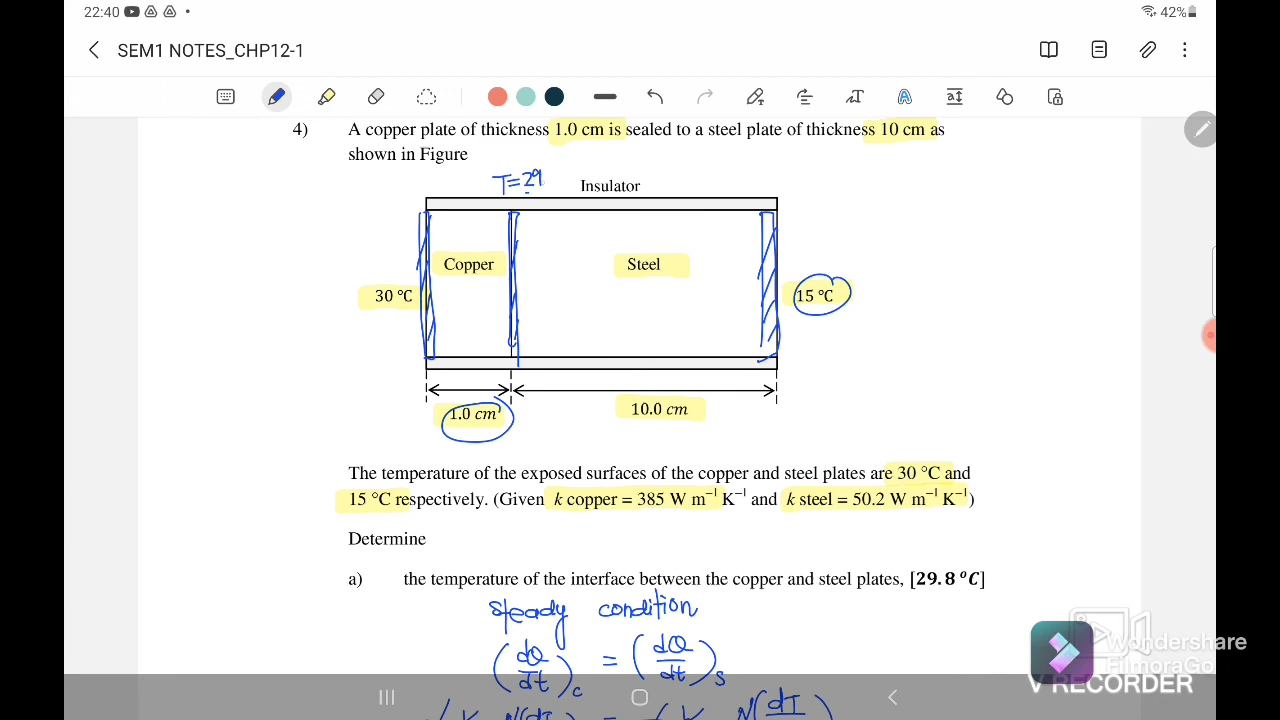 22:40
42%
SEM1 NOTES_CHP12-1
4) A copper plate of thickness 1.0 cm is sealed to a steel plate of thickness 10 cm as
shown in Figure
T=29
Insulator
Copper
Steel
30 °C
15 °C
1.0 cm
10.0 cm
The temperature of the exposed surfaces of the copper and steel plates are 30 °C and
15 °C respectively. (Given k copper = 385 W m⁻¹ K⁻¹ and k steel = 50.2 W m⁻¹ K⁻¹)
Determine
a) the temperature of the interface between the copper and steel plates, [29.8 °C]
steady condition
(dQ/dt)c = (dQ/dt)s
Wondershare
FilmoraGo
V RECORDER